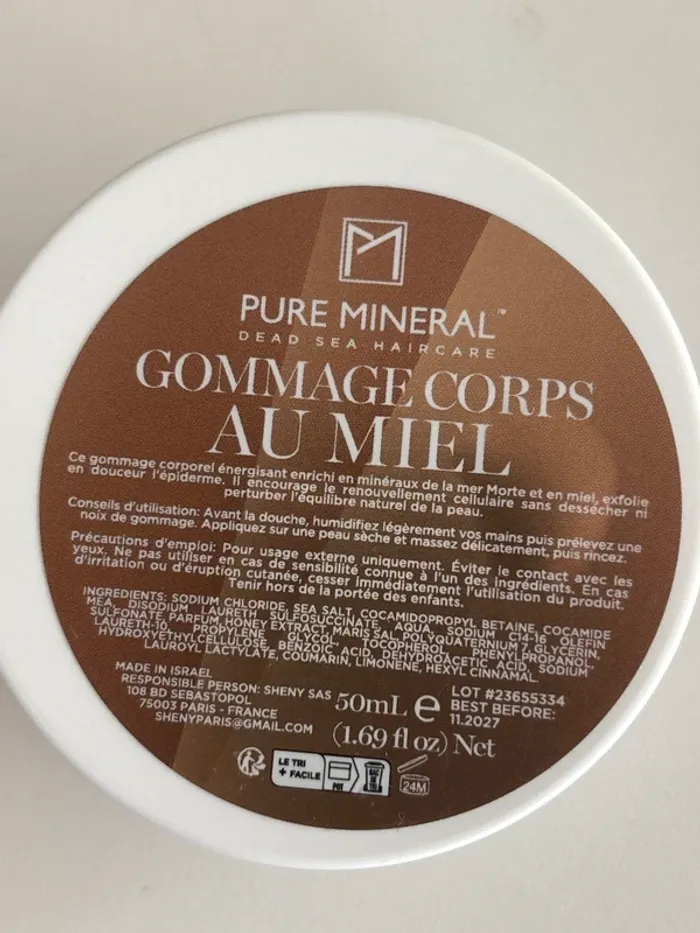 PURE MINERAL™
DEAD SEA HAIRCARE
GOMMAGE CORPS
AU MIEL
Ce gommage corporel énergisant enrichi en minéraux de la mer Morte et en miel, exfolie
en douceur l'épiderme. Il encourage le renouvellement cellulaire sans dessécher ni
perturber l'équilibre naturel de la peau.
Conseils d'utilisation: Avant la douche, humidifiez légèrement vos mains puis prélevez une
noix de gommage. Appliquez sur une peau sèche et massez délicatement, puis rincez.
Précautions d'emploi: Pour usage externe uniquement. Éviter le contact avec les
yeux. Ne pas utiliser en cas de sensibilité connue à l'un des ingrédients. En cas
d'irritation ou d'éruption cutanée, cesser immédiatement l'utilisation du produit.
Tenir hors de la portée des enfants.
INGREDIENTS: SODIUM CHLORIDE, SEA SALT, COCAMIDOPROPYL BETAINE, COCAMIDE
MEA, DISODIUM LAURETH SULFOSUCCINATE, AQUA, SODIUM C14-16 OLEFIN
SULFONATE PARFUM, HONEY EXTRACT, MARIS SAL, POLYQUATERNIUM 7, GLYCERIN,
LAURETH-10, PROPYLENE GLYCOL, TOCOPHEROL, PHENYLPROPANOL,
HYDROXYETHYLCELLULOSE, BENZOIC ACID, DEHYDROACETIC ACID, SODIUM
LAUROYL LACTYLATE, COUMARIN, LIMONENE, HEXYL CINNAMAL.
MADE IN ISRAEL
RESPONSIBLE PERSON: SHENY SAS
108 BD SEBASTOPOL
75003 PARIS - FRANCE
SHENYPARIS@GMAIL.COM
50mL e
(1.69 fl oz) Net
LOT #23655334
BEST BEFORE:
11.2027
LE TRI
+ FACILE
POT
BAC
DE
TRI
24M